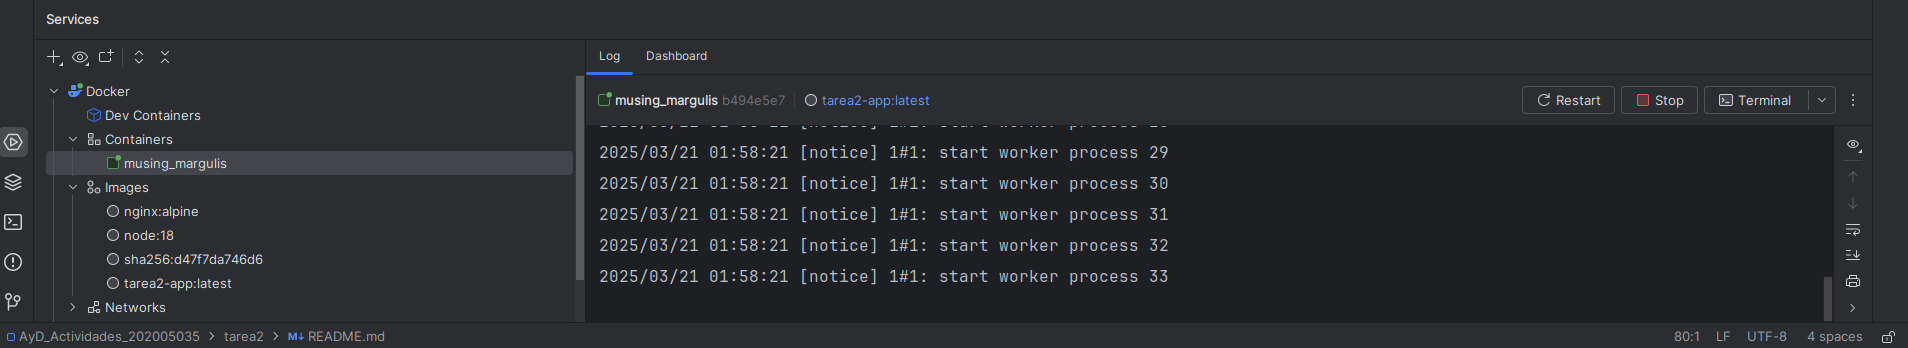 Services
Docker
Dev Containers
Containers
musing_margulis
Images
nginx:alpine
node:18
sha256:d47f7da746d6
tarea2-app:latest
Networks
Log Dashboard
musing_margulis b494e5e7 tarea2-app:latest
Restart Stop Terminal
2025/03/21 01:58:21 [notice] 1#1: start worker process 29
2025/03/21 01:58:21 [notice] 1#1: start worker process 30
2025/03/21 01:58:21 [notice] 1#1: start worker process 31
2025/03/21 01:58:21 [notice] 1#1: start worker process 32
2025/03/21 01:58:21 [notice] 1#1: start worker process 33
AyD_Actividades_202005035 > tarea2 > M↓ README.md
80:1 LF UTF-8 4 spaces